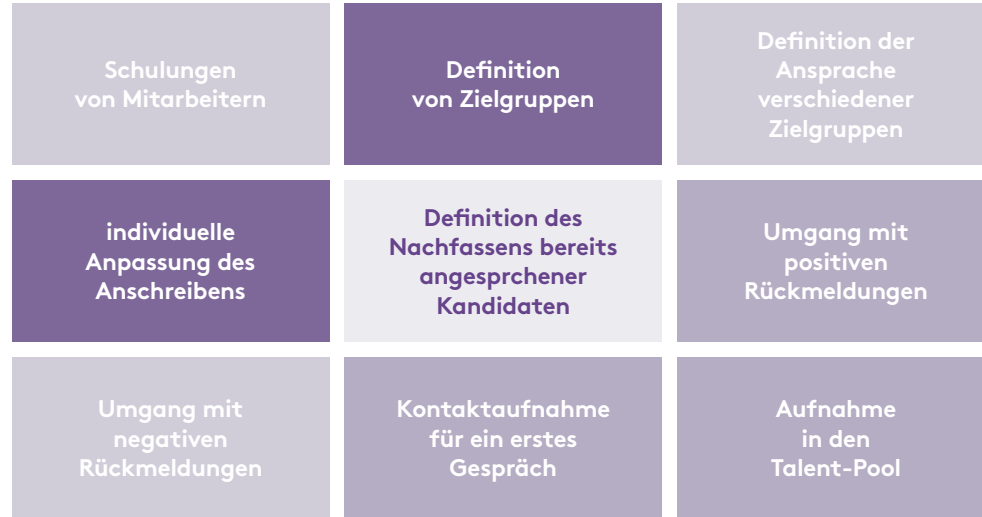 Schulungen
von Mitarbeitern
Definition
von Zielgruppen
Definition der
Ansprache
verschiedener
Zielgruppen
individuelle
Anpassung des
Anschreibens
Definition des
Nachfassens bereits
angesprchener
Kandidaten
Umgang mit
positiven
Rückmeldungen
Umgang mit
negativen
Rückmeldungen
Kontaktaufnahme
für ein erstes
Gespräch
Aufnahme
in den
Talent-Pool